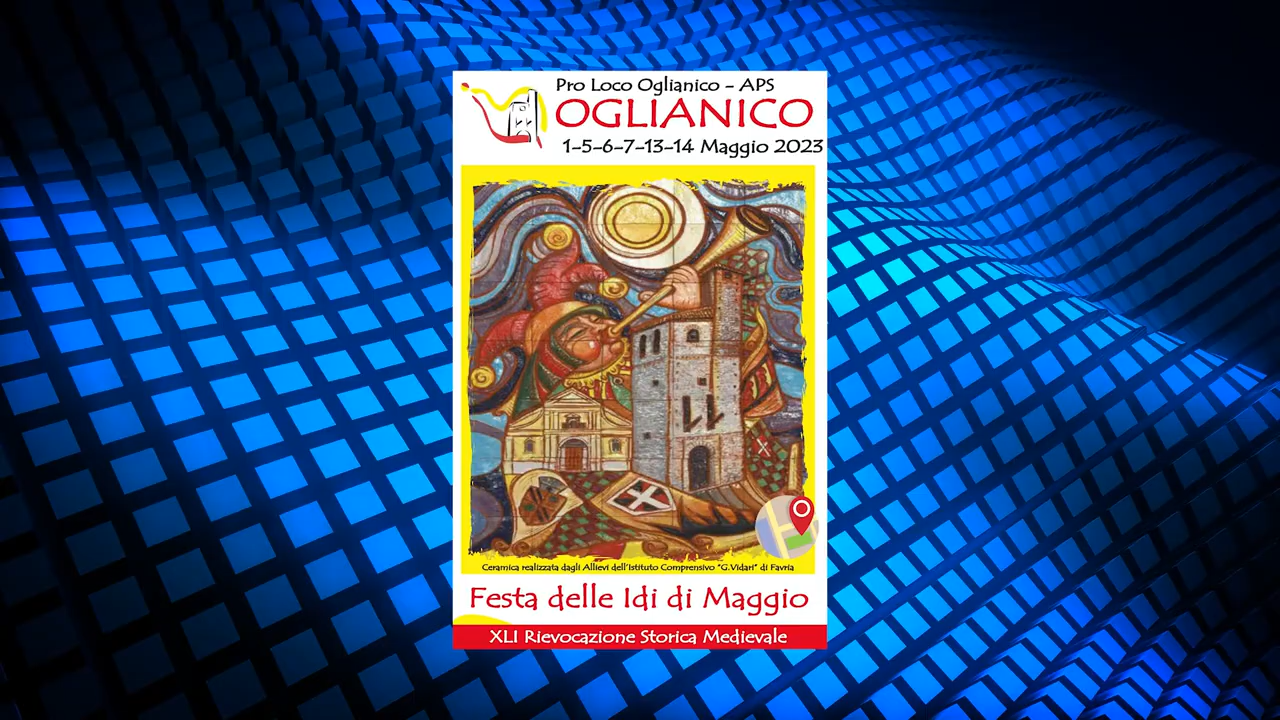 Pro Loco Oglianico - APS
OGLIANICO
1-5-6-7-13-14 Maggio 2023
Ceramica realizzata dagli Allievi dell'Istituto Comprensivo "G.Vidari" di Favria
Festa delle Idi di Maggio
XLI Rievocazione Storica Medievale